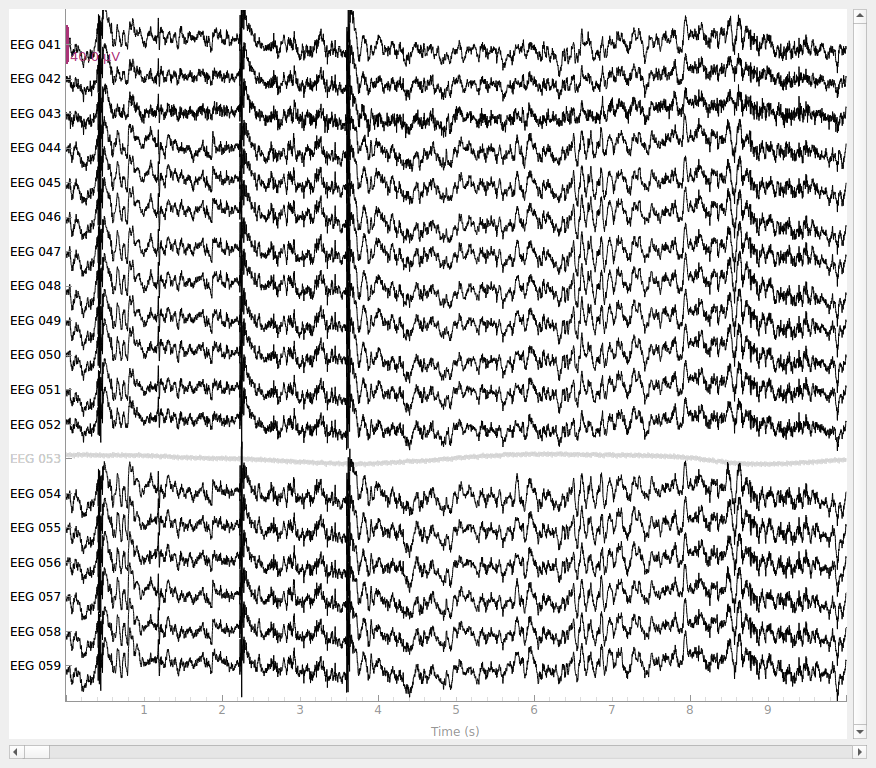 EEG 041
40.0 µV
EEG 042
EEG 043
EEG 044
EEG 045
EEG 046
EEG 047
EEG 048
EEG 049
EEG 050
EEG 051
EEG 052
EEG 053
EEG 054
EEG 055
EEG 056
EEG 057
EEG 058
EEG 059
1 2 3 4 5 6 7 8 9
Time (s)